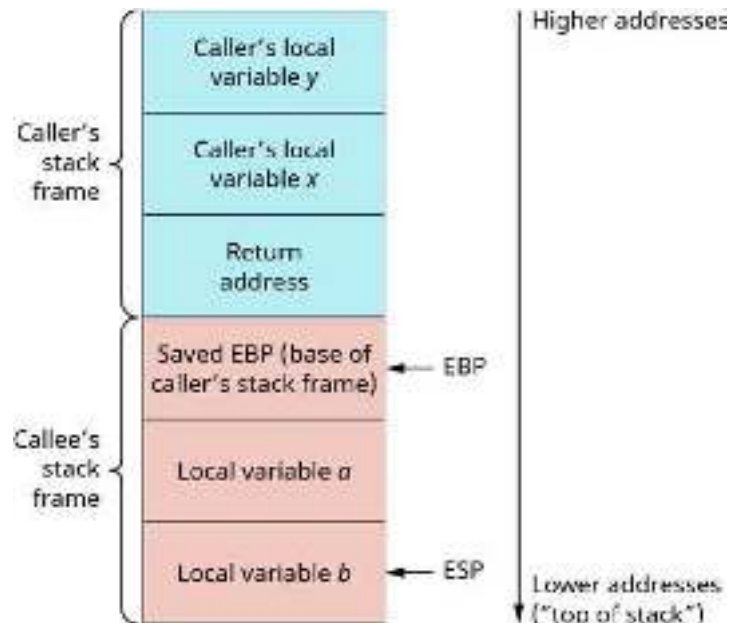 Higher addresses
Caller's local
variable y
Caller's
stack
frame
Caller's local
variable x
Return
address
Saved EBP (base of
caller's stack frame)
EBP
Callee's
stack
frame
Local variable a
Local variable b
ESP
Lower addresses
("top of stack")